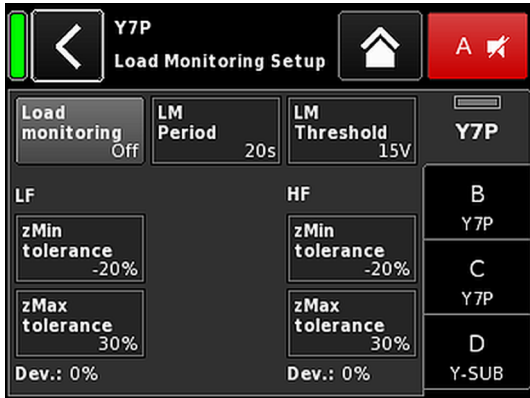 Y7P
Load Monitoring Setup
A
Load monitoring Off
LM Period 20s
LM Threshold 15V
Y7P
LF
HF
B
Y7P
zMin tolerance -20%
zMin tolerance -20%
C
Y7P
zMax tolerance 30%
zMax tolerance 30%
D
Y-SUB
Dev.: 0%
Dev.: 0%